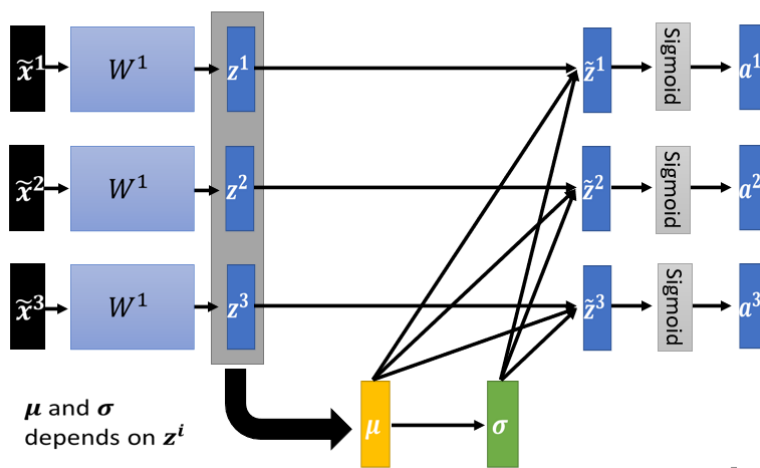 x̃¹ W¹ z¹ z̃¹ Sigmoid a¹
x̃² W¹ z² z̃² Sigmoid a²
x̃³ W¹ z³ z̃³ Sigmoid a³
μ and σ
depends on zⁱ
μ σ